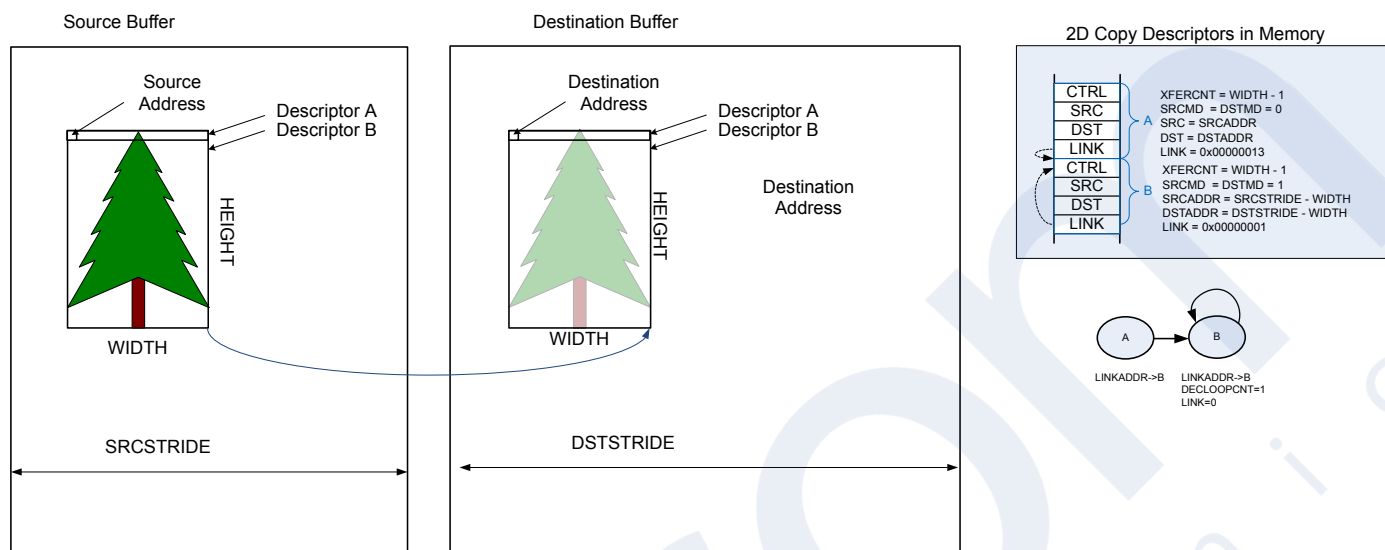 Source Buffer
Source
Address
Descriptor A
Descriptor B
HEIGHT
WIDTH
SRCSTRIDE
Destination Buffer
Destination
Address
Descriptor A
Descriptor B
HEIGHT
Destination
Address
WIDTH
DSTSTRIDE
2D Copy Descriptors in Memory
CTRL
SRC
DST
LINK
CTRL
SRC
DST
LINK
A
B
XFERCNT = WIDTH - 1
SRCMD = DSTMD = 0
SRC = SRCADDR
DST = DSTADDR
LINK = 0x00000013
XFERCNT = WIDTH - 1
SRCMD = DSTMD = 1
SRCADDR = SRCSTRIDE - WIDTH
DSTADDR = DSTSTRIDE - WIDTH
LINK = 0x00000001
A
B
LINKADDR->B
LINKADDR->B
DECLOOPCNT=1
LINK=0